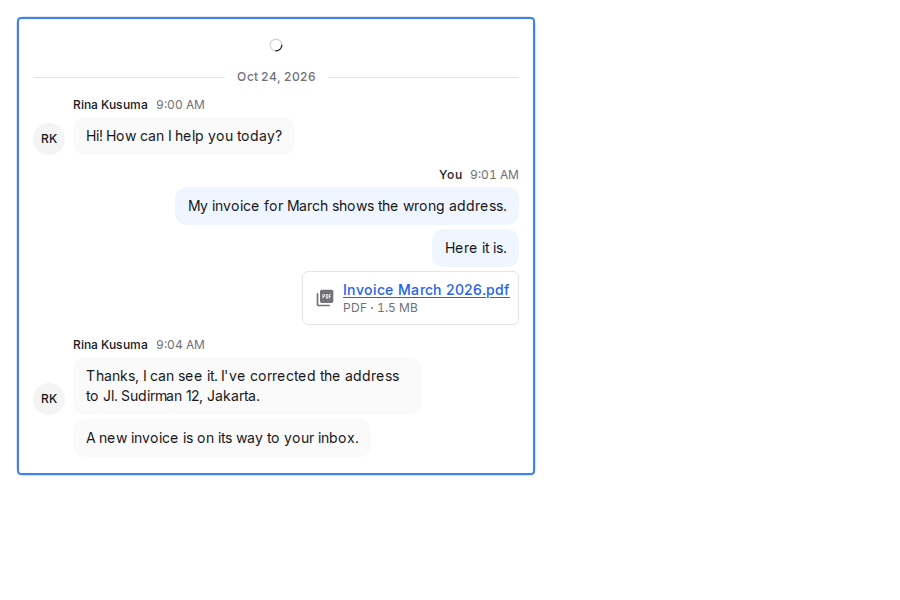 Oct 24, 2026
Rina Kusuma 9:00 AM
RK
Hi! How can I help you today?
You 9:01 AM
My invoice for March shows the wrong address.
Here it is.
PDF
Invoice March 2026.pdf
PDF · 1.5 MB
Rina Kusuma 9:04 AM
Thanks, I can see it. I've corrected the address
to Jl. Sudirman 12, Jakarta.
RK
A new invoice is on its way to your inbox.